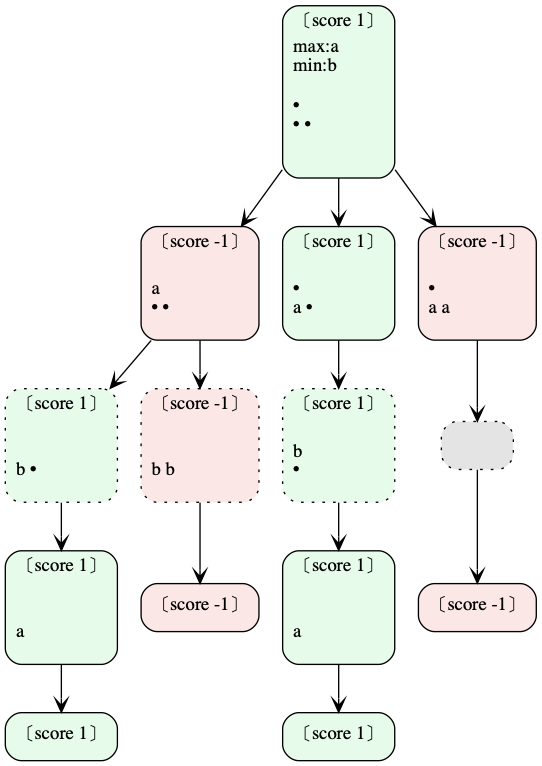 〔score 1〕
max:a
min:b
•
• •
〔score -1〕
a
• •
〔score 1〕
•
a •
〔score -1〕
•
a a
〔score 1〕
b •
〔score -1〕
b b
〔score 1〕
b
•
〔score 1〕
a
〔score -1〕
〔score 1〕
a
〔score -1〕
〔score 1〕
〔score 1〕